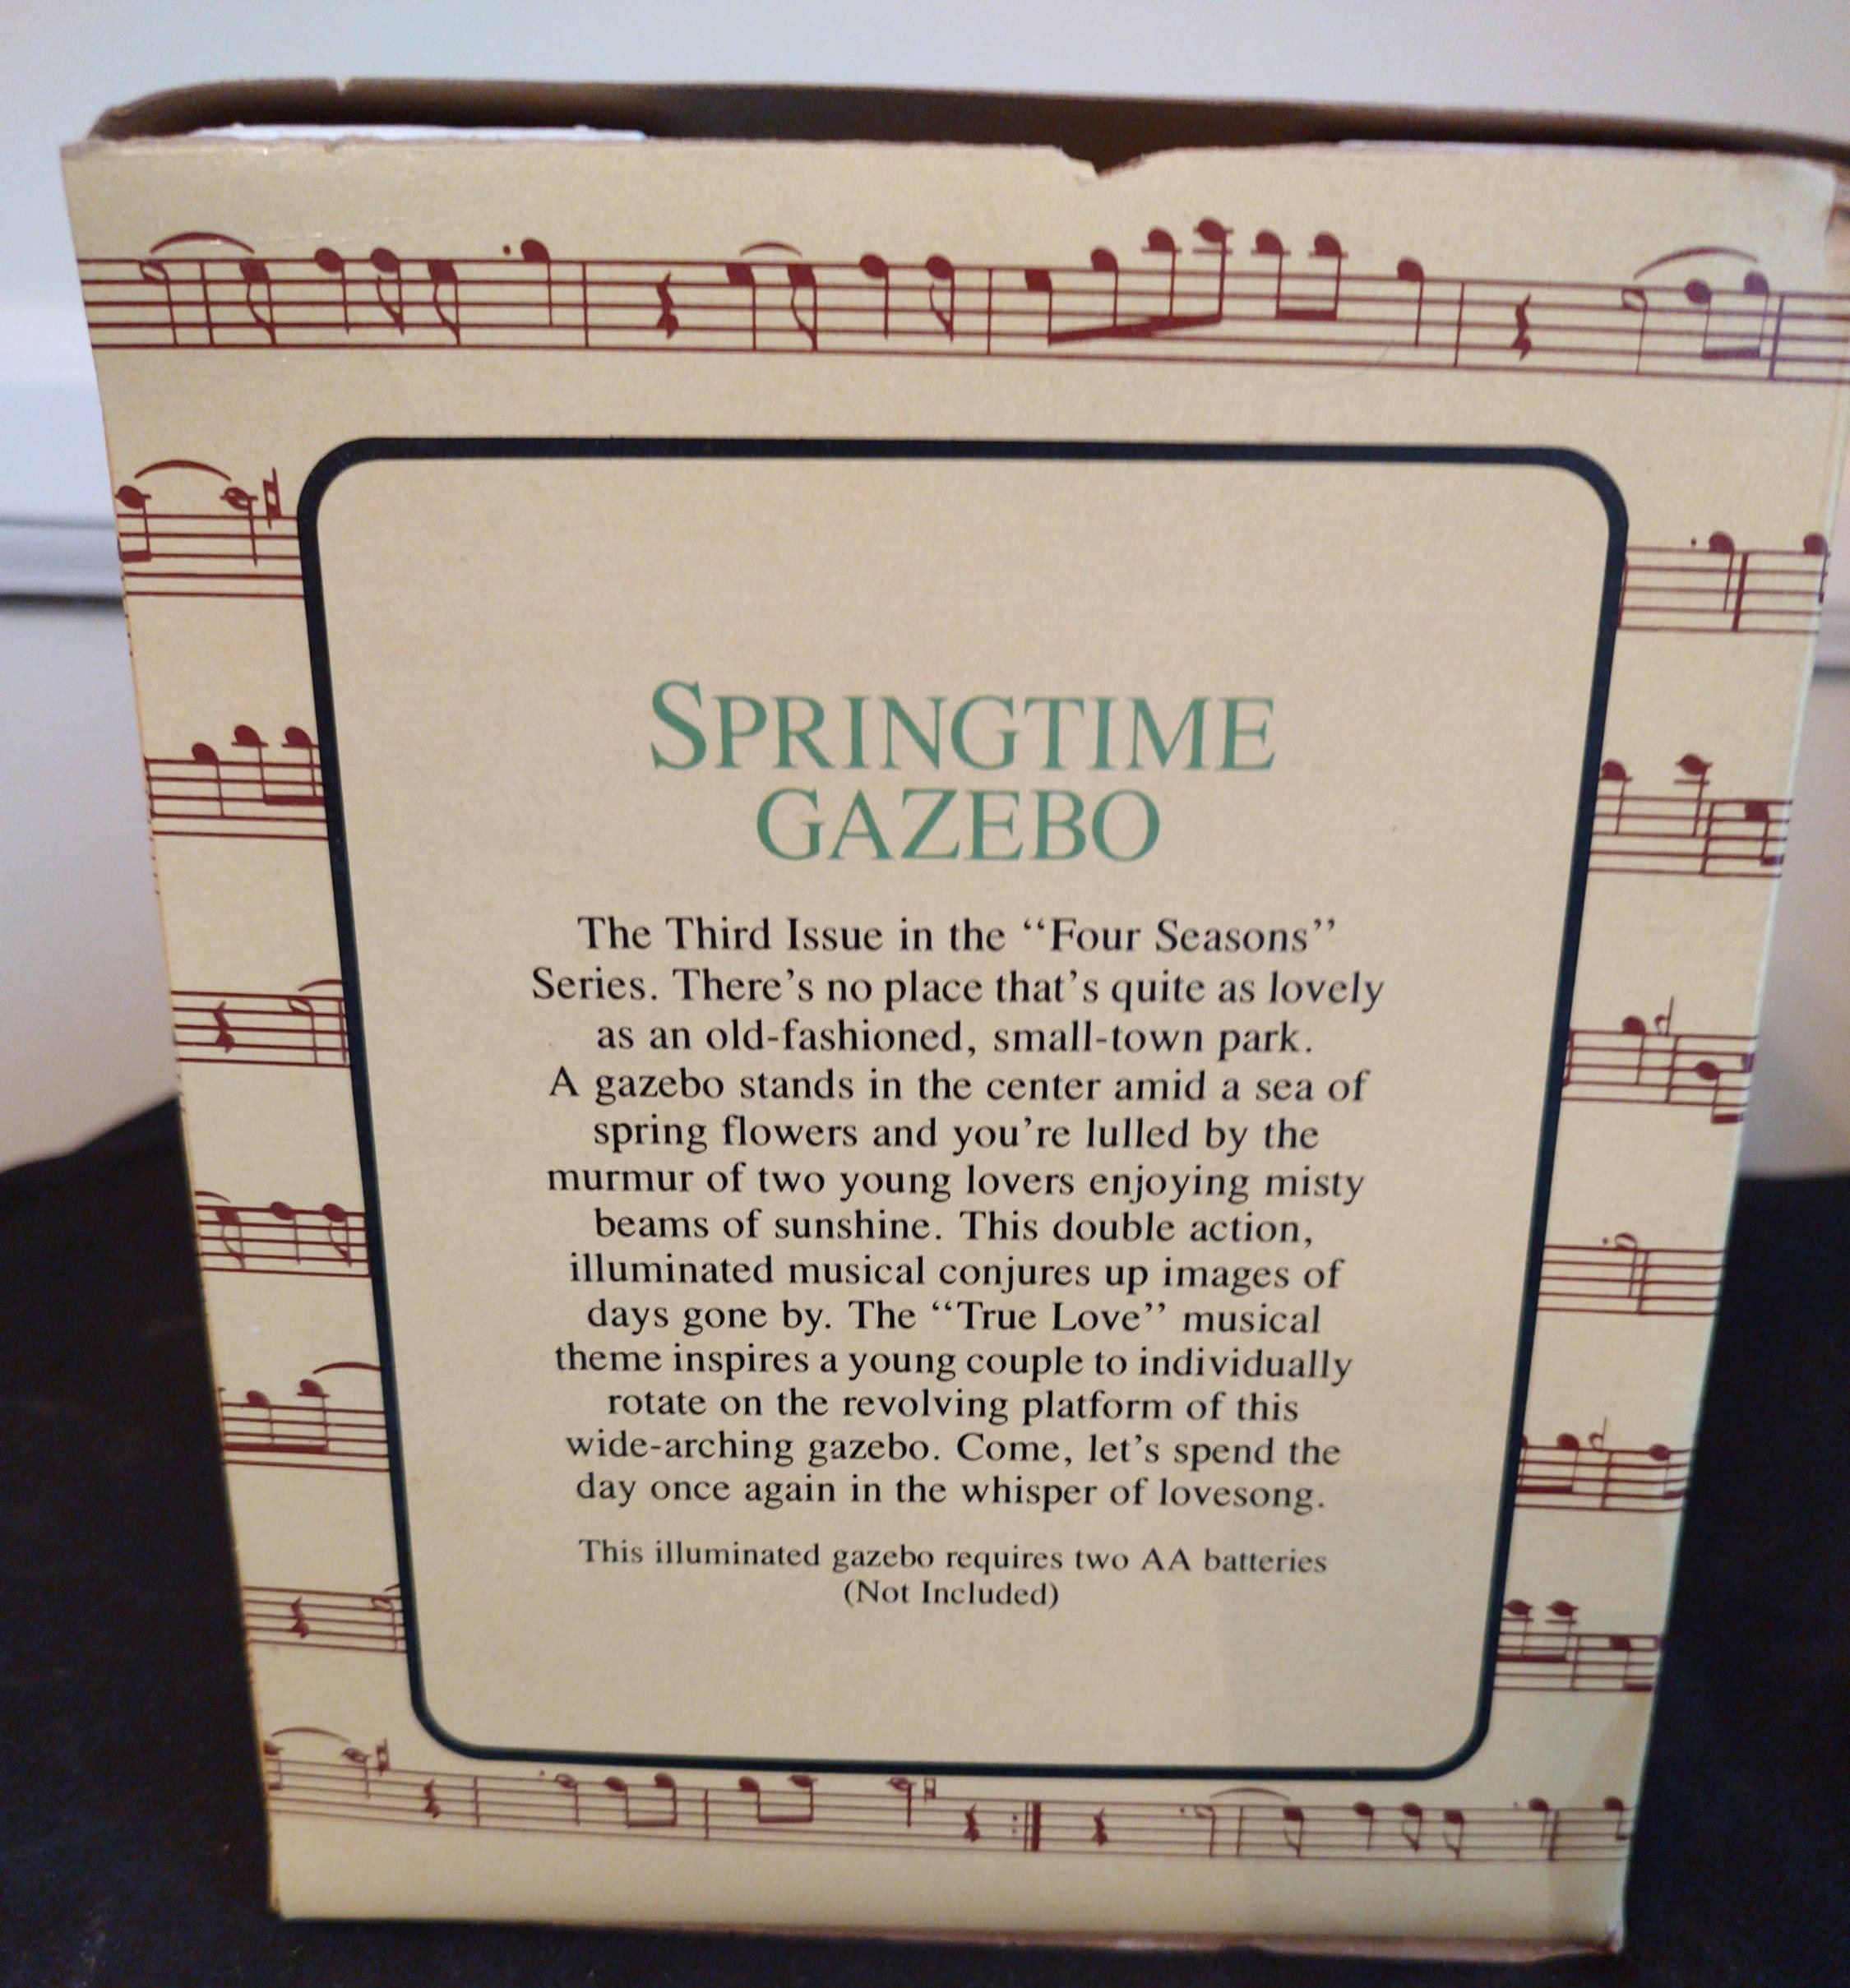 SPRINGTIME
GAZEBO
The Third Issue in the “Four Seasons”
Series. There’s no place that’s quite as lovely
as an old-fashioned, small-town park.
A gazebo stands in the center amid a sea of
spring flowers and you’re lulled by the
murmur of two young lovers enjoying misty
beams of sunshine. This double action,
illuminated musical conjures up images of
days gone by. The “True Love” musical
theme inspires a young couple to individually
rotate on the revolving platform of this
wide-arching gazebo. Come, let’s spend the
day once again in the whisper of lovesong.
This illuminated gazebo requires two AA batteries
(Not Included)